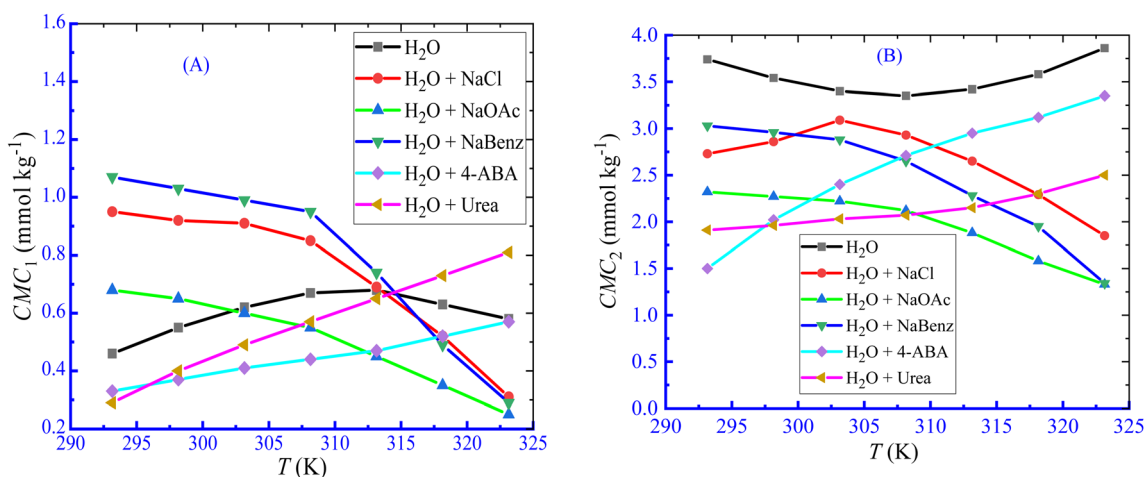 (A)
H₂O
H₂O + NaCl
H₂O + NaOAc
H₂O + NaBenz
H₂O + 4-ABA
H₂O + Urea
CMC₁ (mmol kg⁻¹)
1.6
1.4
1.2
1.0
0.8
0.6
0.4
0.2
290 295 300 305 310 315 320 325
T (K)
(B)
H₂O
H₂O + NaCl
H₂O + NaOAc
H₂O + NaBenz
H₂O + 4-ABA
H₂O + Urea
CMC₂ (mmol kg⁻¹)
4.0
3.5
3.0
2.5
2.0
1.5
1.0
0.5
0.0
290 295 300 305 310 315 320 325
T (K)